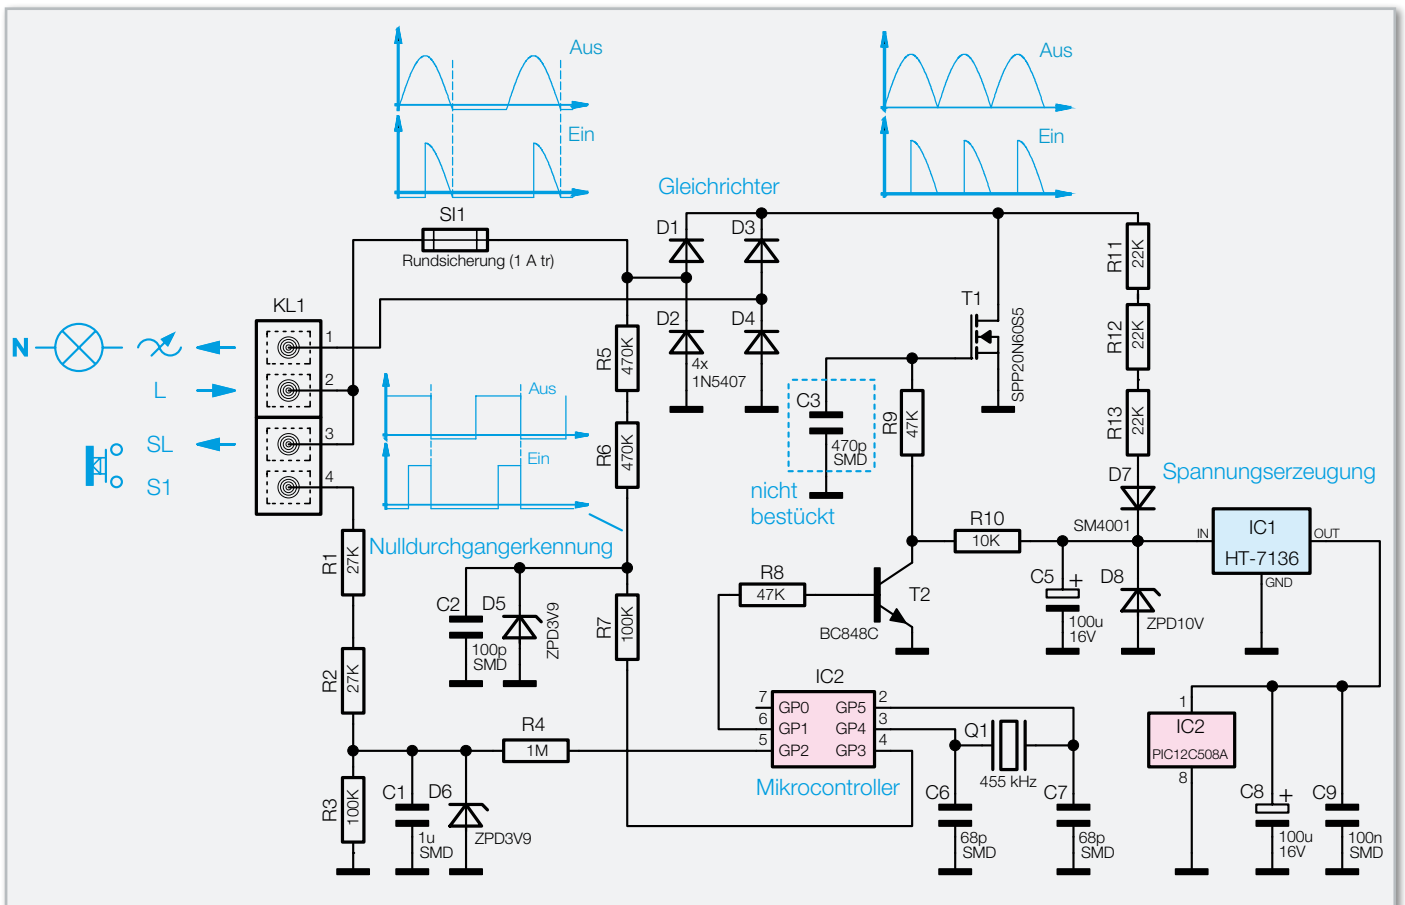 Aus
Ein
Aus
Ein
Gleichrichter
SI1
Rundsicherung (1 A tr)
D1
D3
D2
D4
4x
1N5407
R11
22K
R12
22K
R13
22K
T1
SPP20N60S5
KL1
1
2
3
4
N
L
SL
S1
R5
470K
R6
470K
Aus
Ein
Nulldurchgangerkennung
C3
470p
SMD
nicht
bestückt
R9
47K
D7
SM4001
Spannungserzeugung
R10
10K
IN
IC1
HT-7136
OUT
GND
R1
27K
R2
27K
C2
100p
SMD
D5
ZPD3V9
R7
100K
R8
47K
T2
BC848C
C5
+
100u
16V
D8
ZPD10V
IC2
7
GP0
6
GP1
5
GP2
GP5
2
GP4
3
GP3
4
Mikrocontroller
Q1
455 kHz
R4
1M
R3
100K
C1
1u
SMD
D6
ZPD3V9
C6
68p
SMD
C7
68p
SMD
1
IC2
PIC12C508A
8
C8
+
100u
16V
C9
100n
SMD